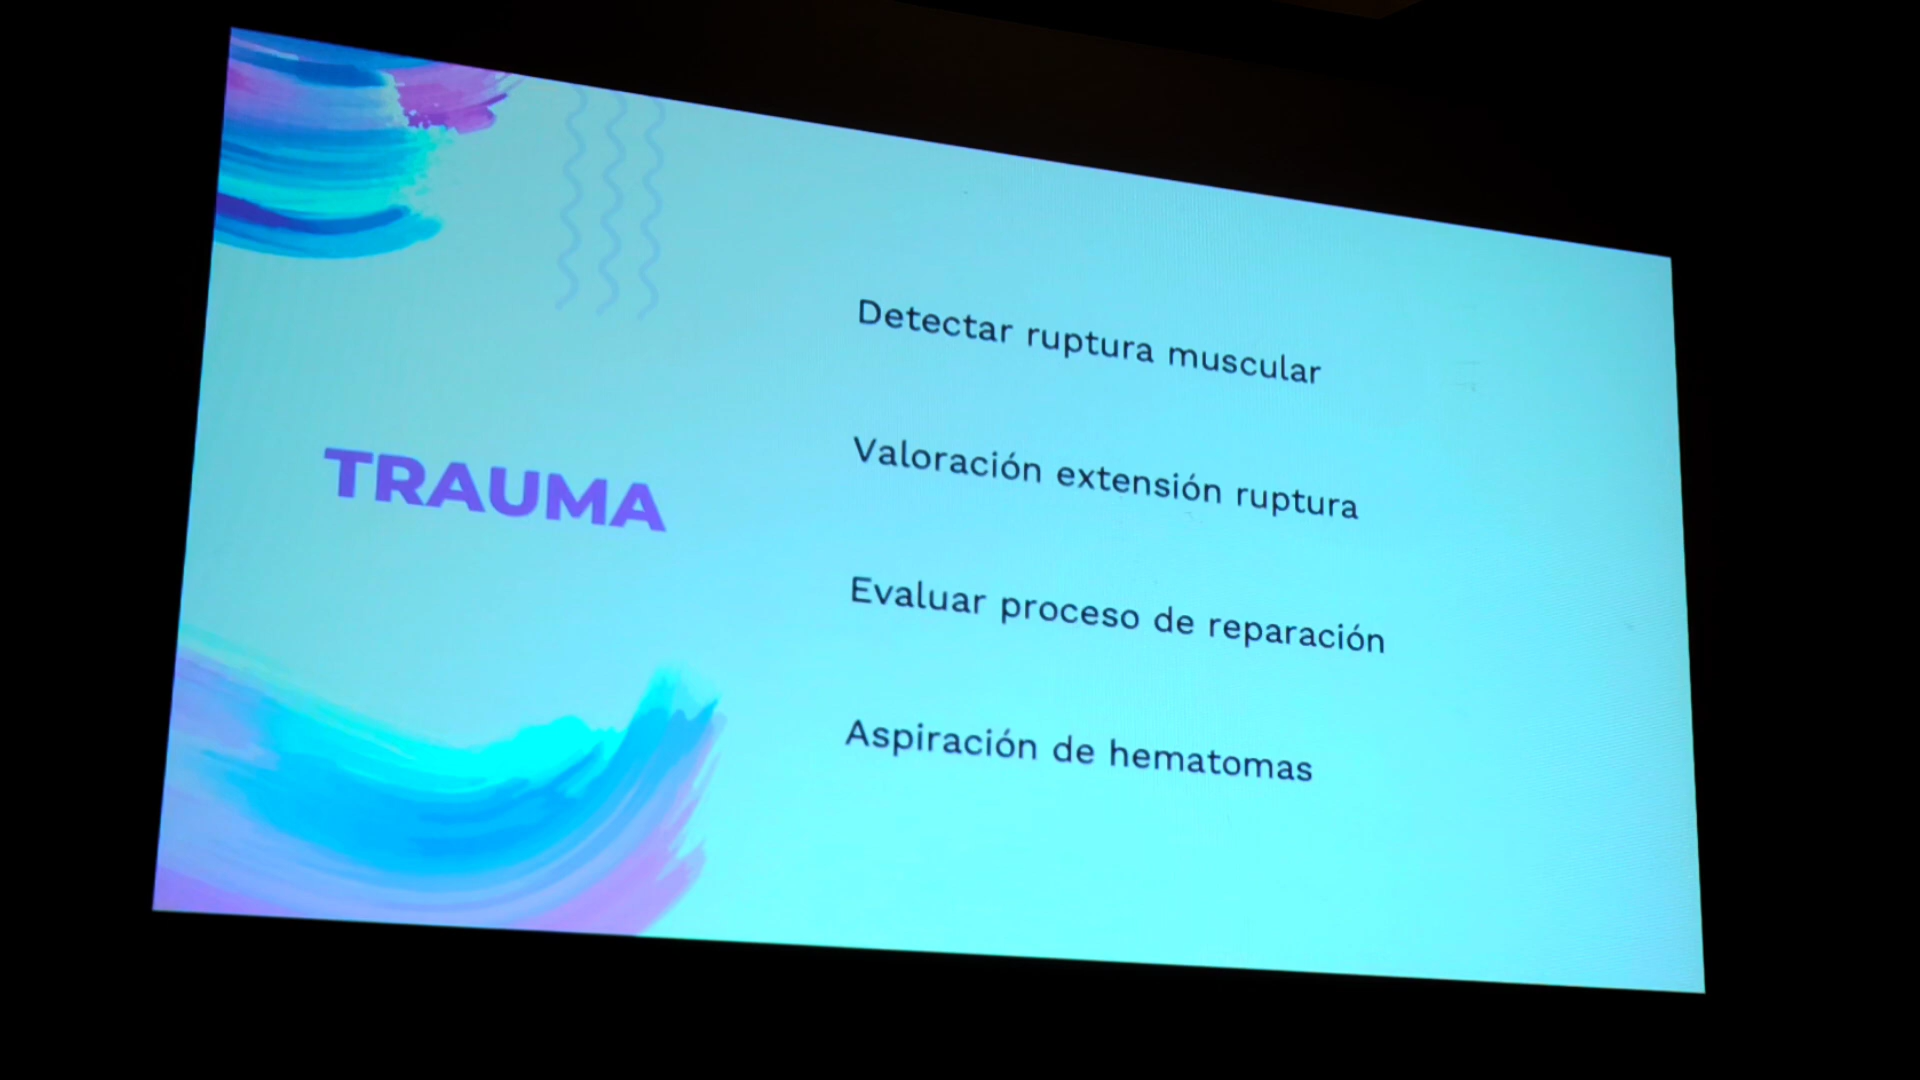 TRAUMA
Detectar ruptura muscular
Valoración extensión ruptura
Evaluar proceso de reparación
Aspiración de hematomas